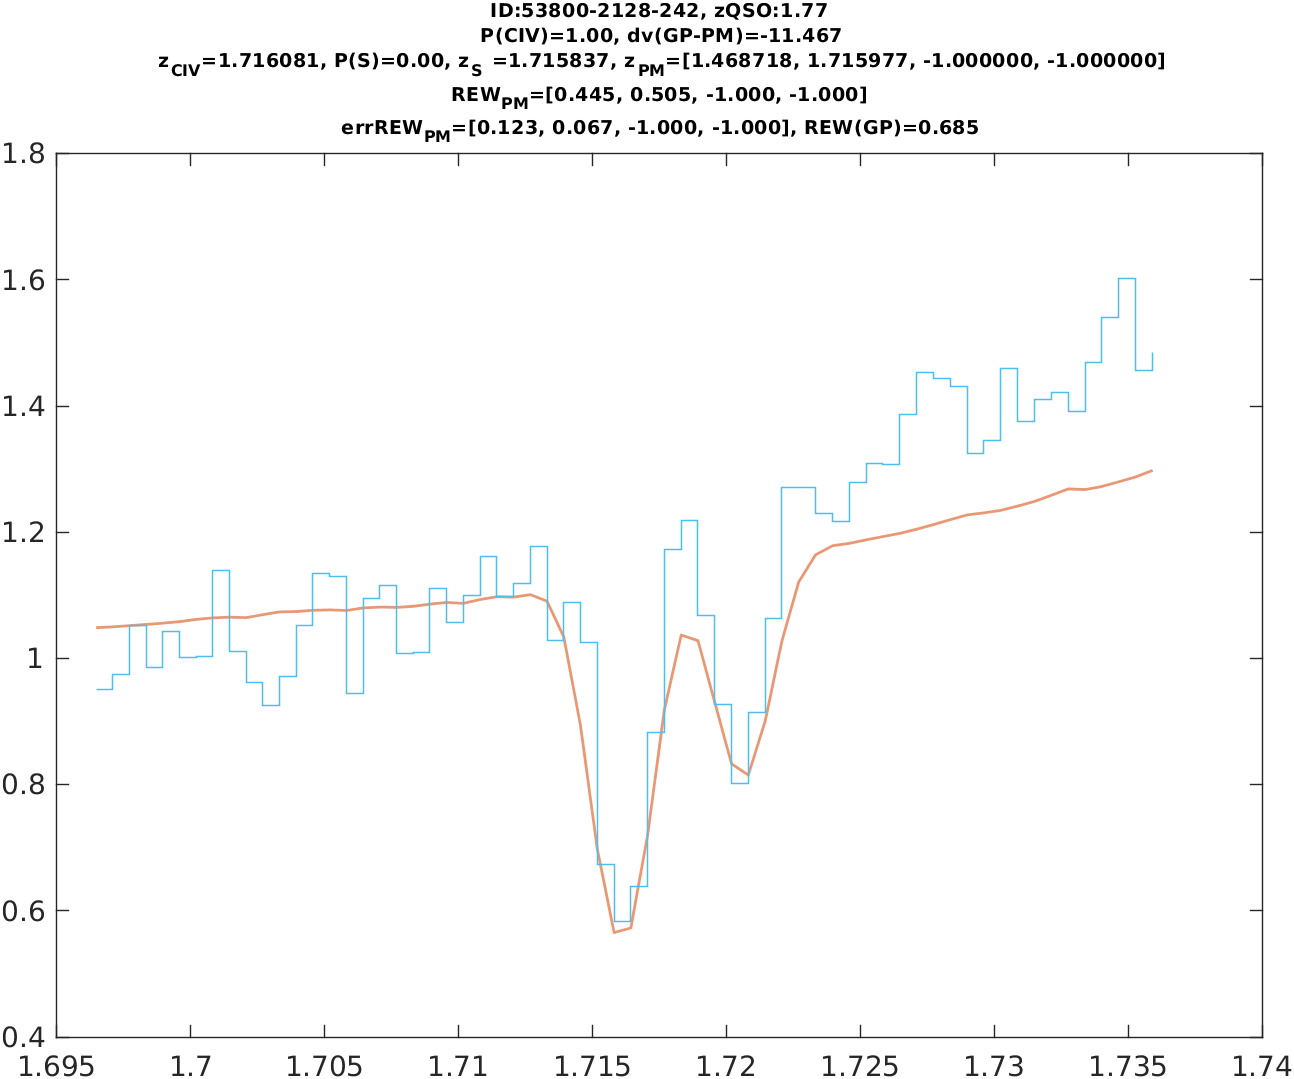 ID:53800-2128-242, zQSO:1.77
P(CIV)=1.00, dv(GP-PM)=-11.467
zCIV=1.716081, P(S)=0.00, zS =1.715837, zPM=[1.468718, 1.715977, -1.000000, -1.000000]
REWPM=[0.445, 0.505, -1.000, -1.000]
errREWPM=[0.123, 0.067, -1.000, -1.000], REW(GP)=0.685
1.8
1.6
1.4
1.2
1
0.8
0.6
0.4
1.695 1.7 1.705 1.71 1.715 1.72 1.725 1.73 1.735 1.74